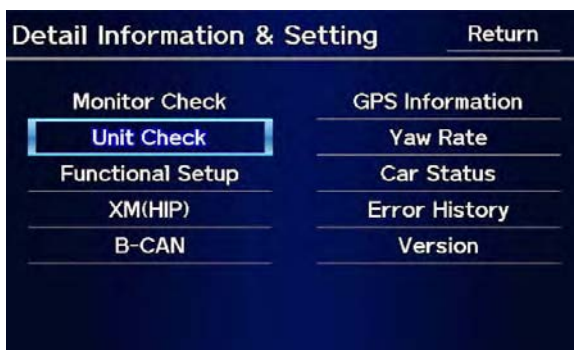 Detail Information & Setting
Return
Monitor Check
GPS Information
Unit Check
Yaw Rate
Functional Setup
Car Status
XM(HIP)
Error History
B-CAN
Version